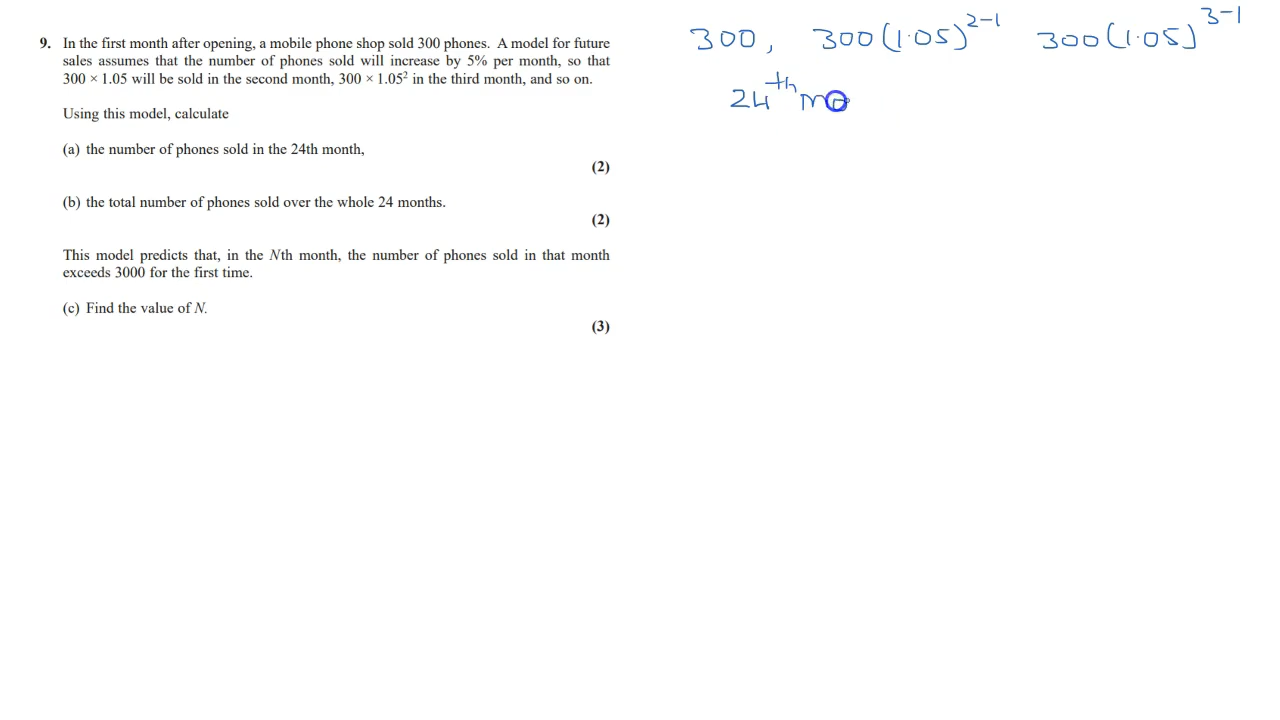 9. In the first month after opening, a mobile phone shop sold 300 phones. A model for future
sales assumes that the number of phones sold will increase by 5% per month, so that
300 × 1.05 will be sold in the second month, 300 × 1.05² in the third month, and so on.
Using this model, calculate
(a) the number of phones sold in the 24th month,
(2)
(b) the total number of phones sold over the whole 24 months.
(2)
This model predicts that, in the Nth month, the number of phones sold in that month
exceeds 3000 for the first time.
(c) Find the value of N.
(3)
300, 300(1·05)²⁻¹ 300(1·05)³⁻¹
24ᵗʰ mo